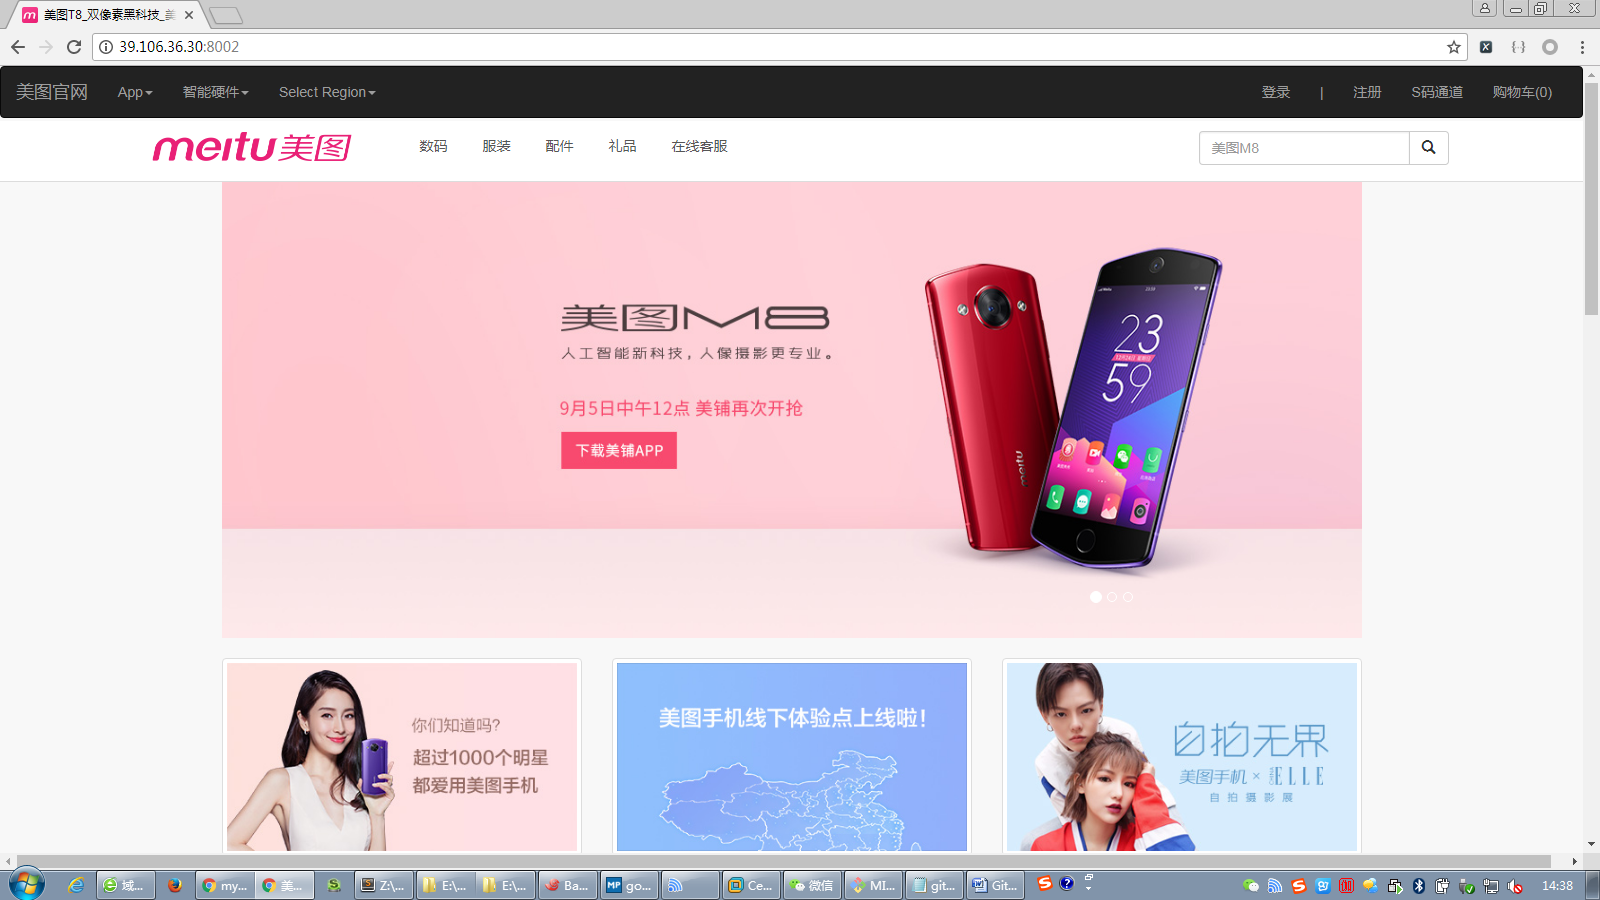 美图T8_双像素黑科技_美
39.106.36.30:8002
美图官网 App 智能硬件 Select Region 登录 | 注册 S码通道 购物车(0)
meitu美图 数码 服装 配件 礼品 在线客服 美图M8
美图M8
人工智能新科技，人像摄影更专业。
9月5日中午12点 美铺再次开抢
下载美铺APP
23
59
meitu
你们知道吗?
超过1000个明星
都爱用美图手机
美图手机线下体验点上线啦！
自拍无界
美图手机 × ELLE
自拍摄影展
域... my... 美... Z:\... E:\... E:\... Ba... go... Ce... 微信 MI... git... Git... 14:38